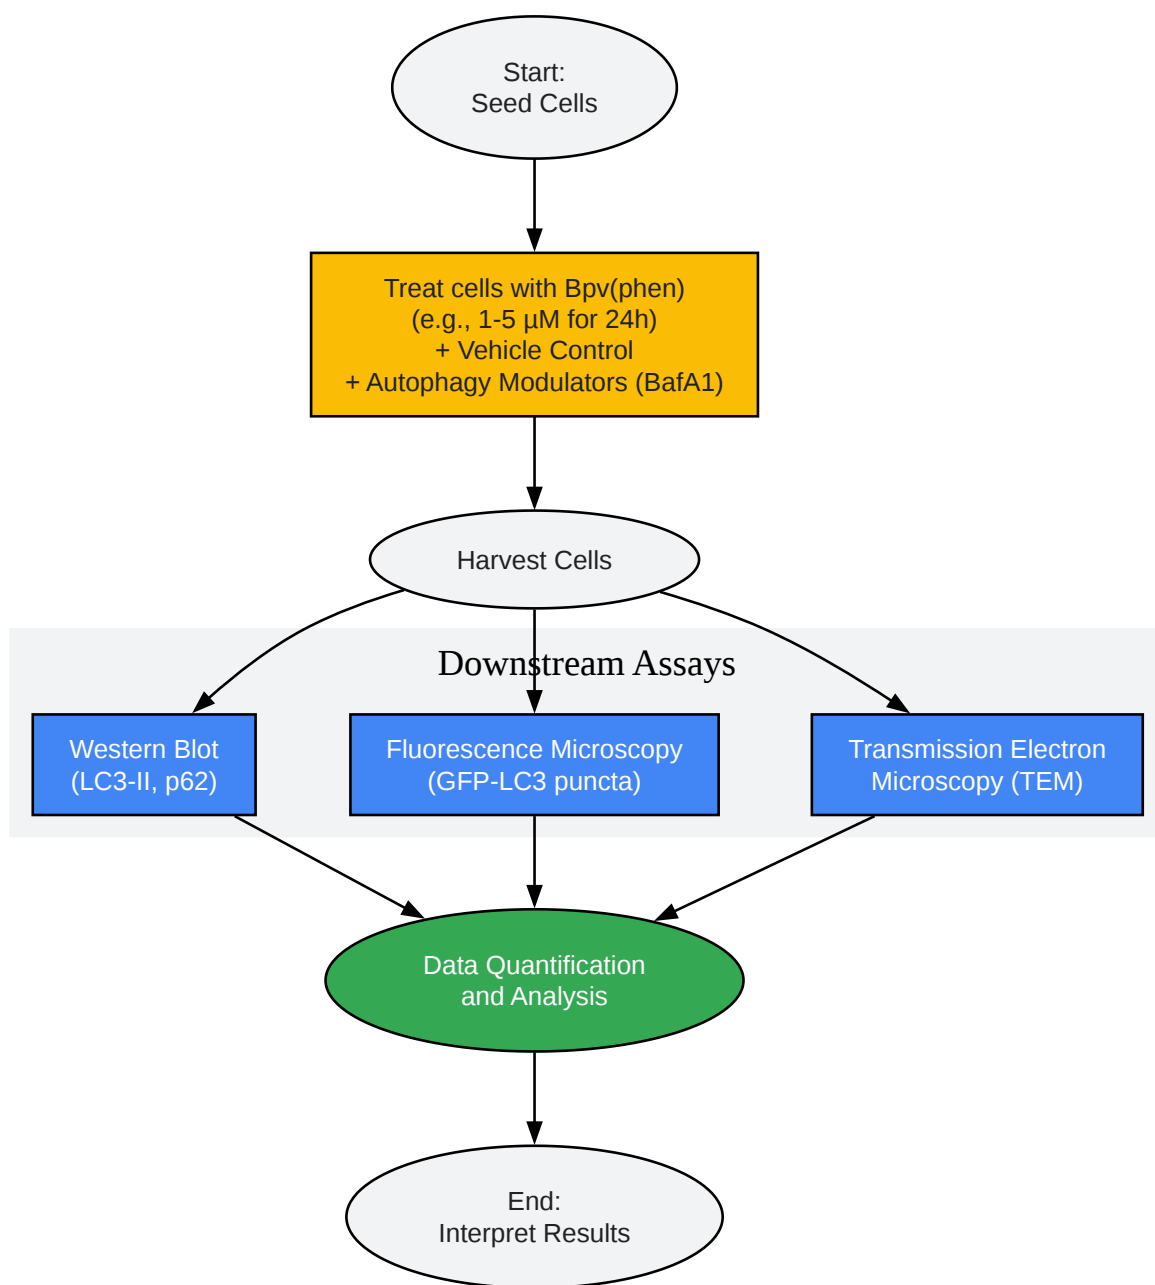 Start:
Seed Cells
Treat cells with Bpv(phen)
(e.g., 1-5 µM for 24h)
+ Vehicle Control
+ Autophagy Modulators (BafA1)
Harvest Cells
Downstream Assays
Western Blot
(LC3-II, p62)
Fluorescence Microscopy
(GFP-LC3 puncta)
Transmission Electron
Microscopy (TEM)
Data Quantification
and Analysis
End:
Interpret Results